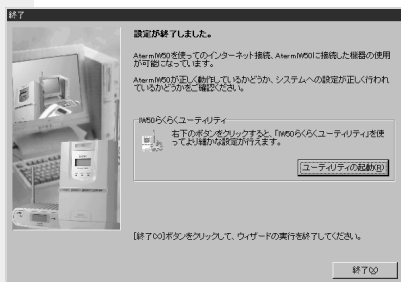 終了
設定が終了しました。
AtermIW50を使ってのインターネット接続、AtermIW50に接続した機器の使用
が可能になっています。
AtermIW50が正しく動作しているかどうか、システムへの設定が正しく行われ
ているかどうかをご確認ください。
IW50らくらくユーティリティ
右下のボタンをクリックすると、「IW50らくらくユーティリティ」を使
ってより細かな設定が行えます。
ユーティリティの起動(R)
[終了(X)]ボタンをクリックして、ウィザードの実行を終了してください。
終了(X)